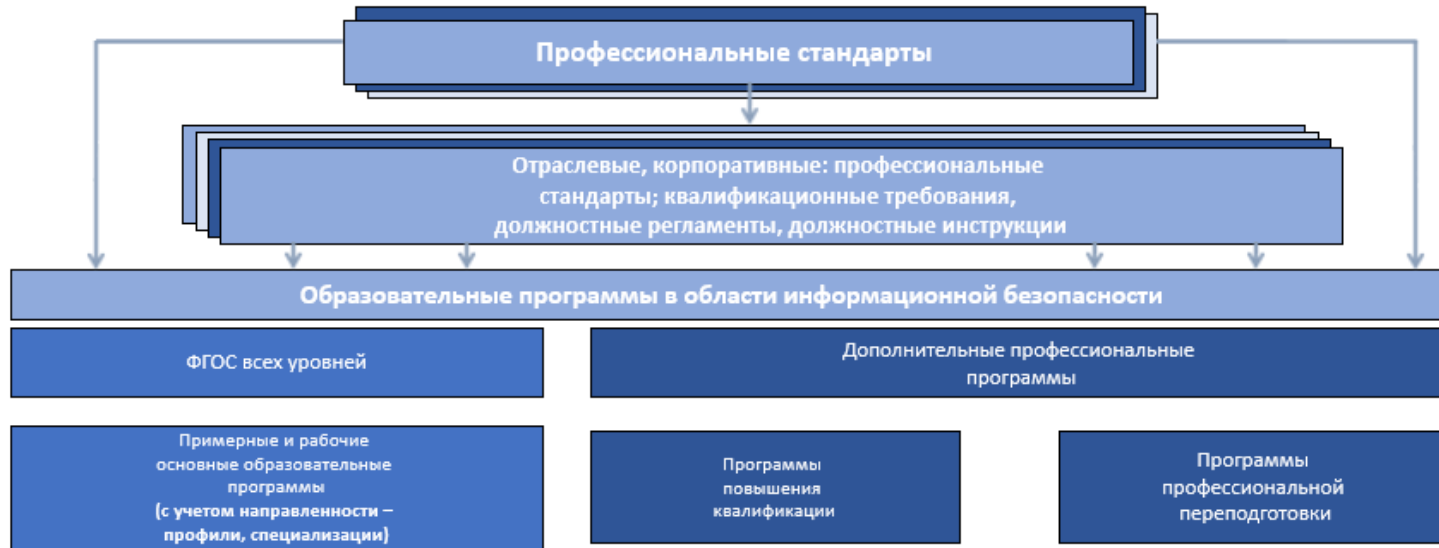 Профессиональные стандарты
Отраслевые, корпоративные: профессиональные
стандарты; квалификационные требования,
должностные регламенты, должностные инструкции
Образовательные программы в области информационной безопасности
ФГОС всех уровней
Дополнительные профессиональные
программы
Примерные и рабочие
основные образовательные
программы
(с учетом направленности –
профили, специализации)
Программы
повышения
квалификации
Программы
профессиональной
переподготовки